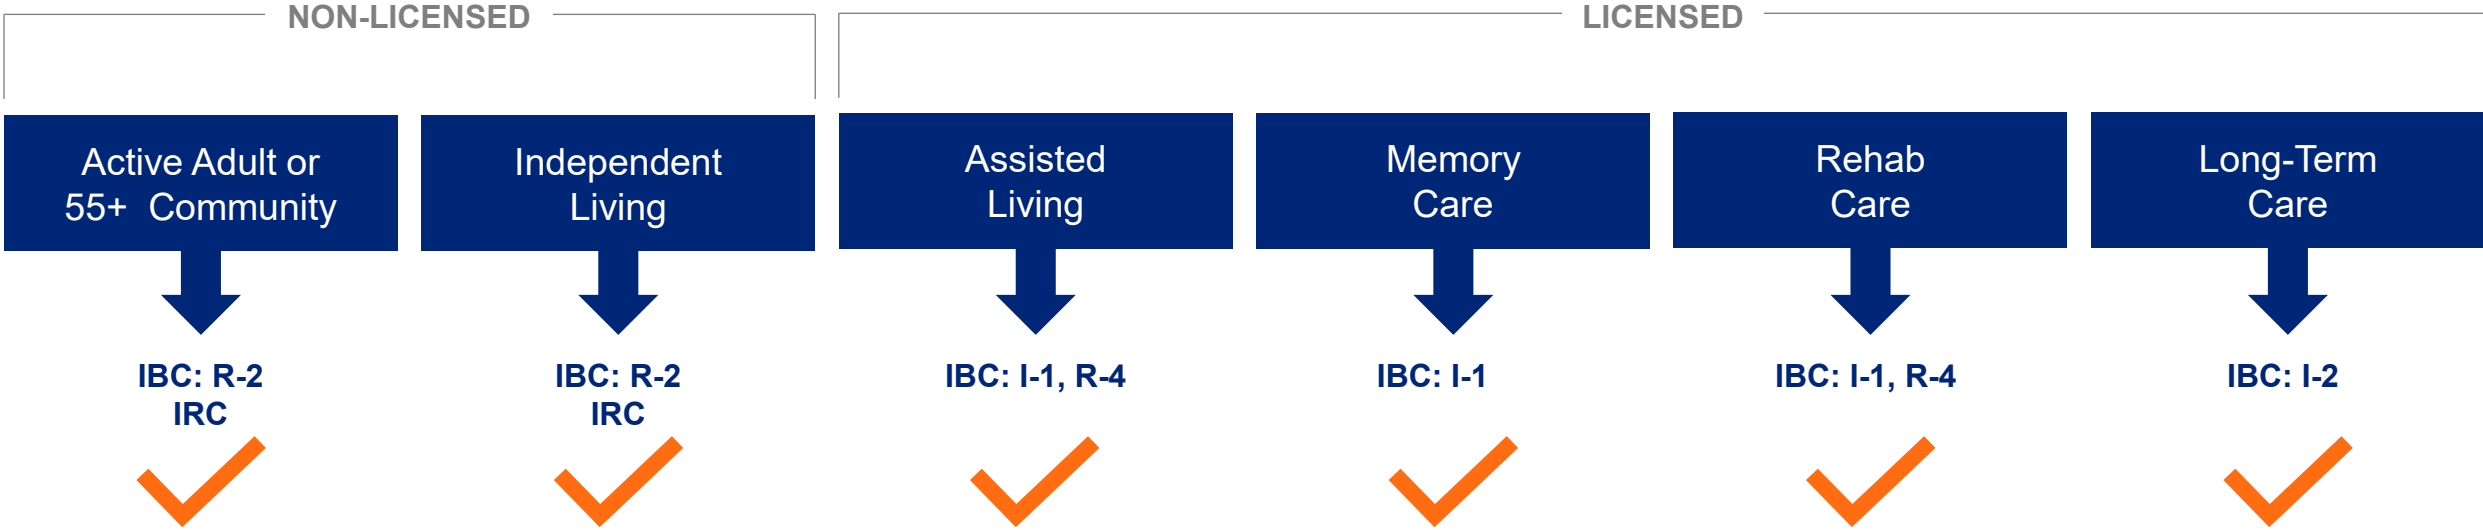 NON-LICENSED
LICENSED
Active Adult or
55+ Community
Independent
Living
Assisted
Living
Memory
Care
Rehab
Care
Long-Term
Care
IBC: R-2
IRC
IBC: R-2
IRC
IBC: I-1, R-4
IBC: I-1
IBC: I-1, R-4
IBC: I-2